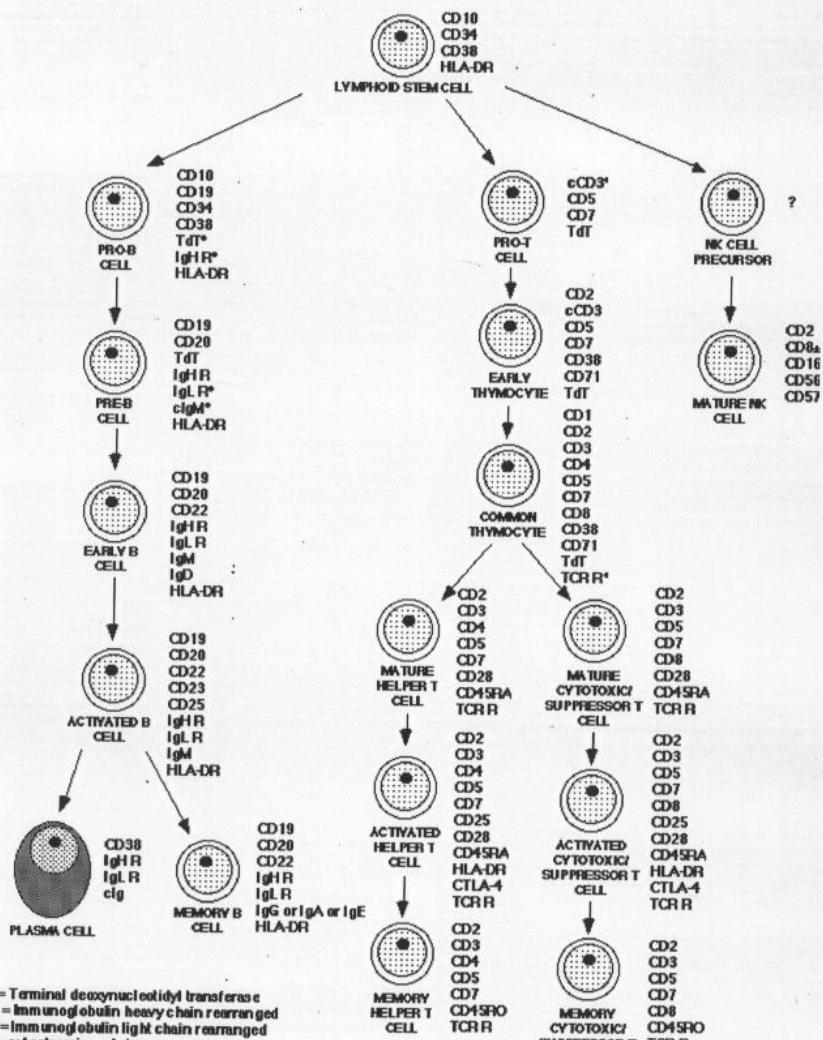 CD10
CD34
CD38
HLA-DR
LYMPHOID STEM CELL
CD10
CD19
CD34
CD38
TdT*
IgH R*
HLA-DR
PRO-B
CELL
cCD3*
CD5
CD7
TdT
PRO-T
CELL
?
NK CELL
PRECURSOR
CD19
CD20
TdT
IgH R
IgL R*
cIgM*
HLA-DR
PRE-B
CELL
CD2
cCD3
CD5
CD7
CD38
CD71
TdT
EARLY
THYMOCYTE
CD2
CD8±
CD16
CD56
CD57
MATURE NK
CELL
CD19
CD20
CD22
IgH R
IgL R
IgM
IgD
HLA-DR
EARLY B
CELL
CD1
CD2
CD3
CD4
CD5
CD7
CD8
CD38
CD71
TdT
TCR R*
COMMON
THYMOCYTE
CD19
CD20
CD22
CD23
CD25
IgH R
IgL R
IgM
HLA-DR
ACTIVATED B
CELL
CD2
CD3
CD4
CD5
CD7
CD28
CD45RA
TCR R
MATURE
HELPER T
CELL
CD2
CD3
CD5
CD7
CD8
CD28
CD45RA
TCR R
MATURE
CYTOTOXIC/
SUPPRESSOR T
CELL
CD38
IgH R
IgL R
cIg
PLASMA CELL
CD19
CD20
CD22
IgH R
IgL R
IgG or IgA or IgE
HLA-DR
MEMORY B
CELL
CD2
CD3
CD4
CD5
CD7
CD25
CD28
CD45RA
HLA-DR
CTLA-4
TCR R
ACTIVATED HELPER T
CELL
CD2
CD3
CD5
CD7
CD8
CD25
CD28
CD45RA
HLA-DR
CTLA-4
TCR R
ACTIVATED
CYTOTOXIC/
SUPPRESSOR T
CELL
CD2
CD3
CD4
CD5
CD7
CD45RO
TCR R
MEMORY
HELPER T
CELL
CD2
CD3
CD5
CD7
CD8
CD45RO
MEMORY
CYTOTOXIC/
= Terminal deoxynucleotidyl transferase
= Immunoglobulin heavy chain rearranged
= Immunoglobulin light chain rearranged